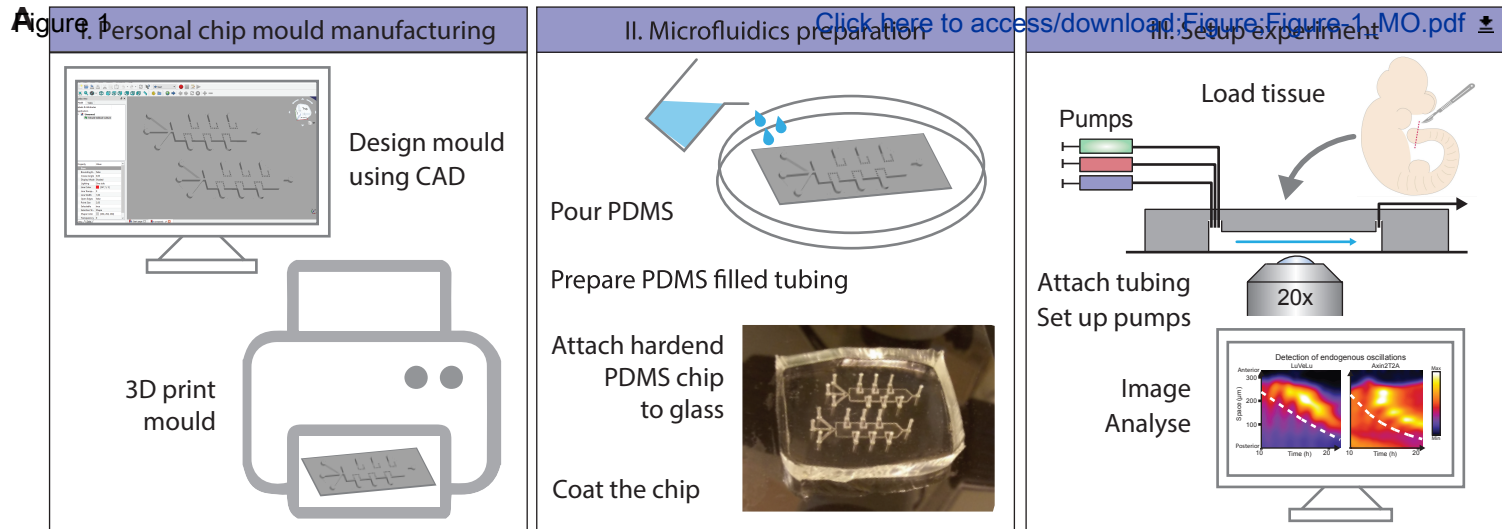 A
Figure 1
Click here to access/download;Figure;Figure-1_MO.pdf
I. Personal chip mould manufacturing
Design mould
using CAD
3D print
mould
II. Microfluidics preparation
Pour PDMS
Prepare PDMS filled tubing
Attach hardend
PDMS chip
to glass
Coat the chip
III. Setup experiment
Load tissue
Pumps
Attach tubing
Set up pumps
20x
Image
Analyse
Detection of endogenous oscillations
LuVeLu
Axin2T2A
Anterior
300
Space (µm)
100
Posterior
10
Time (h)
20
10
Time (h)
20
Max
Min